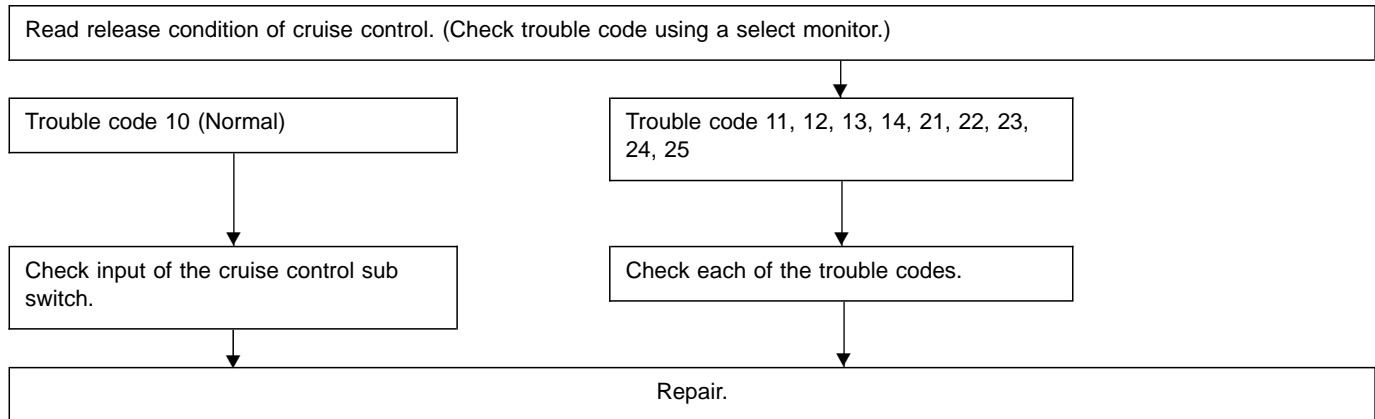 Read release condition of cruise control. (Check trouble code using a select monitor.)
Trouble code 10 (Normal)
Trouble code 11, 12, 13, 14, 21, 22, 23,
24, 25
Check input of the cruise control sub
switch.
Check each of the trouble codes.
Repair.